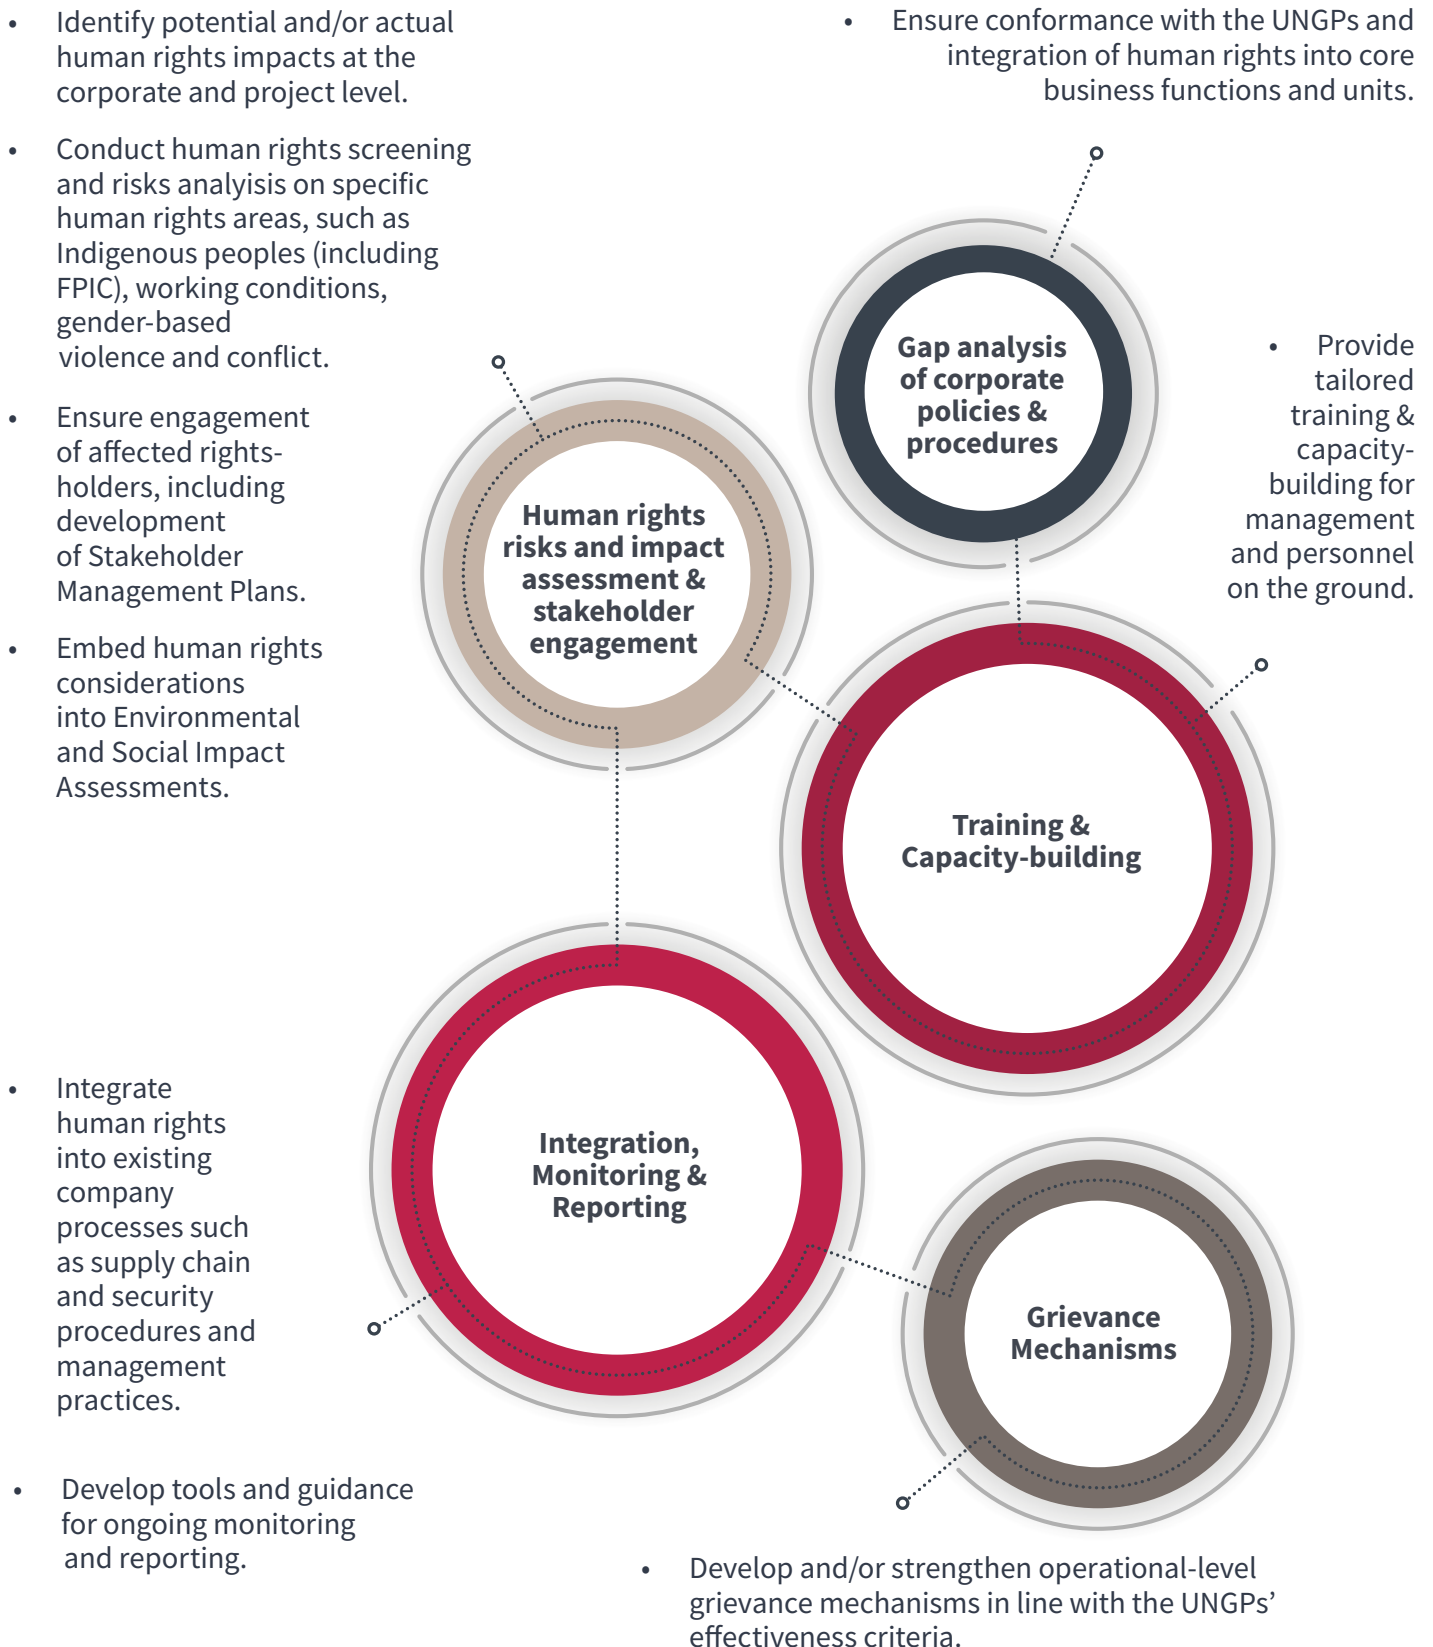 • Identify potential and/or actual
human rights impacts at the
corporate and project level.
• Conduct human rights screening
and risks analyisis on specific
human rights areas, such as
Indigenous peoples (including
FPIC), working conditions,
gender-based
violence and conflict.
• Ensure engagement
of affected rights-
holders, including
development
of Stakeholder
Management Plans.
• Embed human rights
considerations
into Environmental
and Social Impact
Assessments.
• Integrate
human rights
into existing
company
processes such
as supply chain
and security
procedures and
management
practices.
• Develop tools and guidance
for ongoing monitoring
and reporting.
• Ensure conformance with the UNGPs and
integration of human rights into core
business functions and units.
Gap analysis
of corporate
policies &
procedures
• Provide
tailored
training &
capacity-
building for
management
and personnel
on the ground.
Human rights
risks and impact
assessment &
stakeholder
engagement
Training &
Capacity-building
Integration,
Monitoring &
Reporting
Grievance
Mechanisms
• Develop and/or strengthen operational-level
grievance mechanisms in line with the UNGPs’
effectiveness criteria.